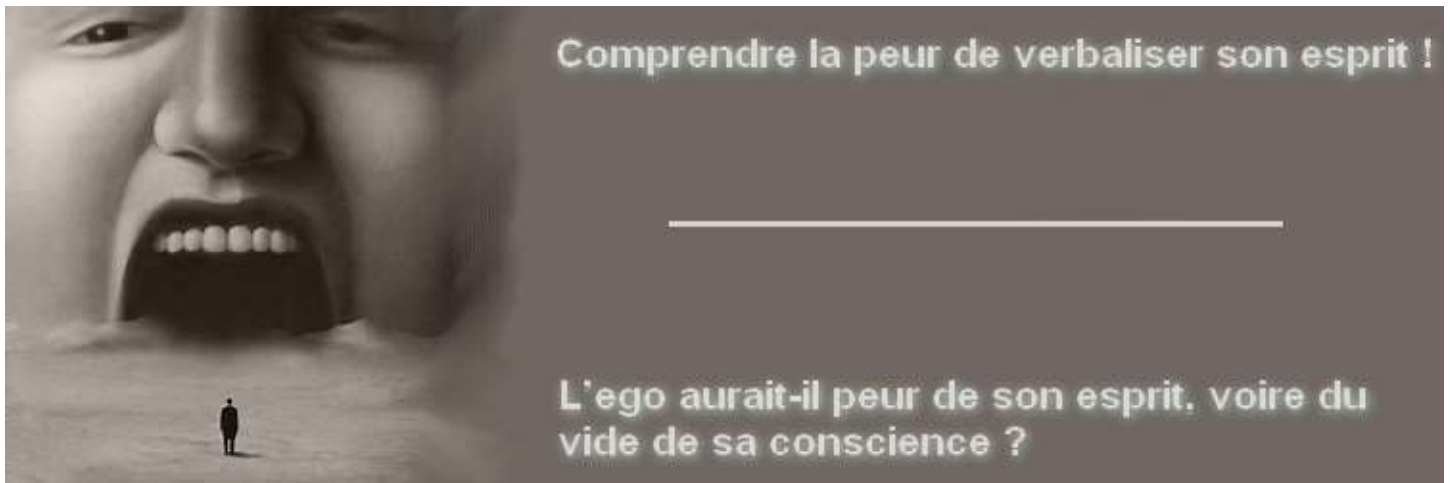 Comprendre la peur de verbaliser son esprit !
L'ego aurait-il peur de son esprit, voire du
vide de sa conscience ?